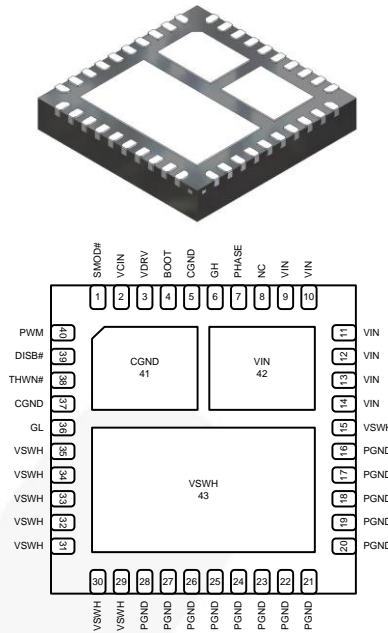 SMOD#
VCIN
VDRV
BOOT
CGND
GH
PHASE
NC
VIN
VIN
1 2 3 4 5 6 7 8 9 10
PWM 40
DISB# 39
THWN# 38
CGND 37
GL 36
VSWH 35
VSWH 34
VSWH 33
VSWH 32
VSWH 31
CGND
41
VIN
42
VSWH
43
11 VIN
12 VIN
13 VIN
14 VIN
15 VSWH
16 PGND
17 PGND
18 PGND
19 PGND
20 PGND
30 29 28 27 26 25 24 23 22 21
VSWH
VSWH
PGND
PGND
PGND
PGND
PGND
PGND
PGND
PGND